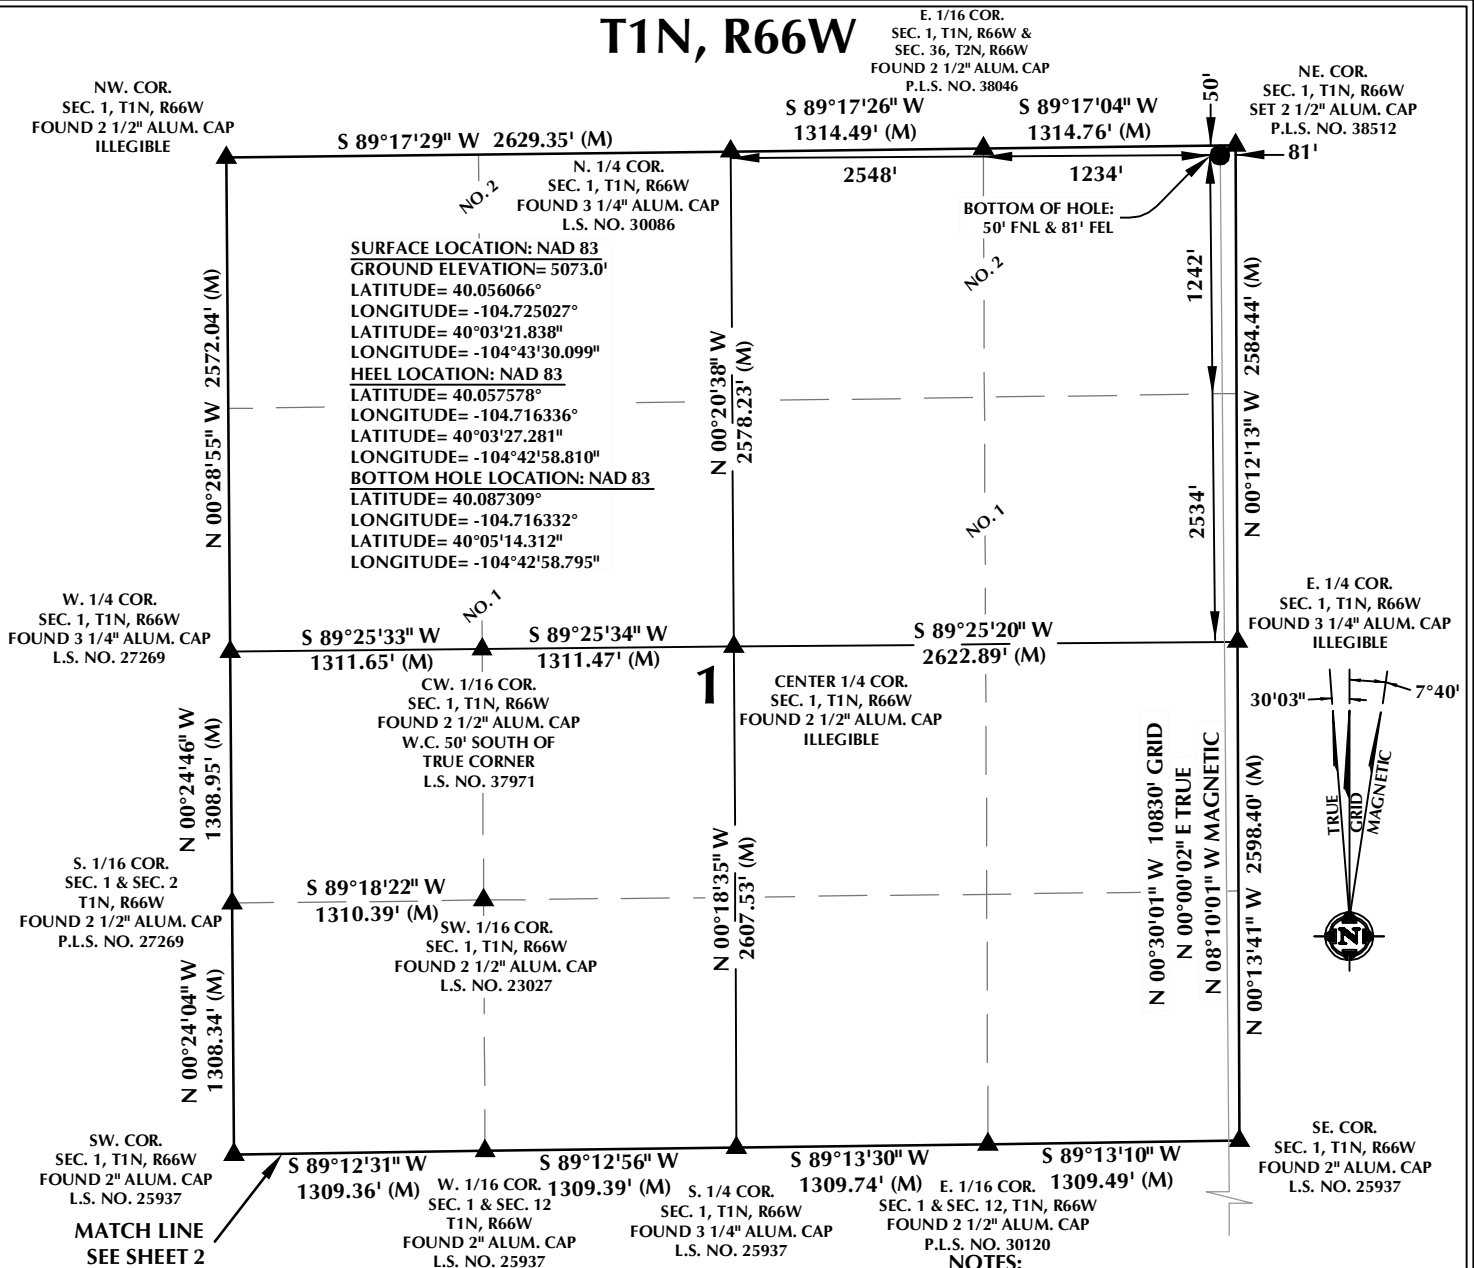 T1N, R66W
E. 1/16 COR.
SEC. 1, T1N, R66W &
SEC. 36, T2N, R66W
FOUND 2 1/2" ALUM. CAP
P.L.S. NO. 38046
NW. COR.
SEC. 1, T1N, R66W
FOUND 2 1/2" ALUM. CAP
ILLEGIBLE
NE. COR.
SEC. 1, T1N, R66W
SET 2 1/2" ALUM. CAP
P.L.S. NO. 38512
S 89°17'29" W 2629.35' (M)
S 89°17'26" W
1314.49' (M)
S 89°17'04" W
1314.76' (M)
50'
81'
2548'
1234'
N. 1/4 COR.
SEC. 1, T1N, R66W
FOUND 3 1/4" ALUM. CAP
L.S. NO. 30086
NO. 2
BOTTOM OF HOLE:
50' FNL & 81' FEL
NO. 2
SURFACE LOCATION: NAD 83
GROUND ELEVATION= 5073.0'
LATITUDE= 40.056066°
LONGITUDE= -104.725027°
LATITUDE= 40°03'21.838"
LONGITUDE= -104°43'30.099"
HEEL LOCATION: NAD 83
LATITUDE= 40.057578°
LONGITUDE= -104.716336°
LATITUDE= 40°03'27.281"
LONGITUDE= -104°42'58.810"
BOTTOM HOLE LOCATION: NAD 83
LATITUDE= 40.087309°
LONGITUDE= -104.716332°
LATITUDE= 40°05'14.312"
LONGITUDE= -104°42'58.795"
N 00°28'55" W 2572.04' (M)
N 00°20'38" W
2578.23' (M)
1242'
2534'
N 00°12'13" W 2584.44' (M)
NO. 1
NO. 1
W. 1/4 COR.
SEC. 1, T1N, R66W
FOUND 3 1/4" ALUM. CAP
L.S. NO. 27269
S 89°25'33" W
1311.65' (M)
S 89°25'34" W
1311.47' (M)
S 89°25'20" W
2622.89' (M)
E. 1/4 COR.
SEC. 1, T1N, R66W
FOUND 3 1/4" ALUM. CAP
ILLEGIBLE
1
CW. 1/16 COR.
SEC. 1, T1N, R66W
FOUND 2 1/2" ALUM. CAP
W.C. 50' SOUTH OF
TRUE CORNER
L.S. NO. 37971
CENTER 1/4 COR.
SEC. 1, T1N, R66W
FOUND 2 1/2" ALUM. CAP
ILLEGIBLE
30'03"
7°40'
TRUE
GRID
MAGNETIC
N
N 00°24'46" W
1308.95' (M)
N 00°18'35" W
2607.53' (M)
N 00°30'01" W 10830' GRID
N 00°00'02" E TRUE
N 08°10'01" W MAGNETIC
N 00°13'41" W 2598.40' (M)
S. 1/16 COR.
SEC. 1 & SEC. 2
T1N, R66W
FOUND 2 1/2" ALUM. CAP
P.L.S. NO. 27269
S 89°18'22" W
1310.39' (M)
SW. 1/16 COR.
SEC. 1, T1N, R66W
FOUND 2 1/2" ALUM. CAP
L.S. NO. 23027
N 00°24'04" W
1308.34' (M)
SW. COR.
SEC. 1, T1N, R66W
FOUND 2" ALUM. CAP
L.S. NO. 25937
MATCH LINE
SEE SHEET 2
S 89°12'31" W
1309.36' (M)
S 89°12'56" W
1309.39' (M)
S 89°13'30" W
1309.74' (M)
S 89°13'10" W
1309.49' (M)
W. 1/16 COR.
SEC. 1 & SEC. 12
T1N, R66W
FOUND 2" ALUM. CAP
L.S. NO. 25937
S. 1/4 COR.
SEC. 1, T1N, R66W
FOUND 3 1/4" ALUM. CAP
L.S. NO. 25937
E. 1/16 COR.
SEC. 1 & SEC. 12, T1N, R66W
FOUND 2 1/2" ALUM. CAP
P.L.S. NO. 30120
SE. COR.
SEC. 1, T1N, R66W
FOUND 2" ALUM. CAP
L.S. NO. 25937
NOTES: